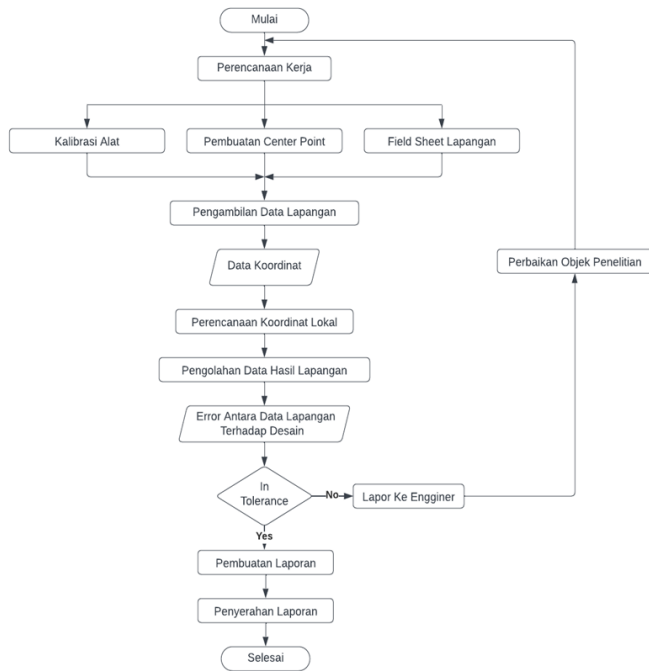 Mulai
Perencanaan Kerja
Kalibrasi Alat
Pembuatan Center Point
Field Sheet Lapangan
Pengambilan Data Lapangan
Data Koordinat
Perbaikan Objek Penelitian
Perencanaan Koordinat Lokal
Pengolahan Data Hasil Lapangan
Error Antara Data Lapangan
Terhadap Desain
In
Tolerance
No
Lapor Ke Engginer
Yes
Pembuatan Laporan
Penyerahan Laporan
Selesai